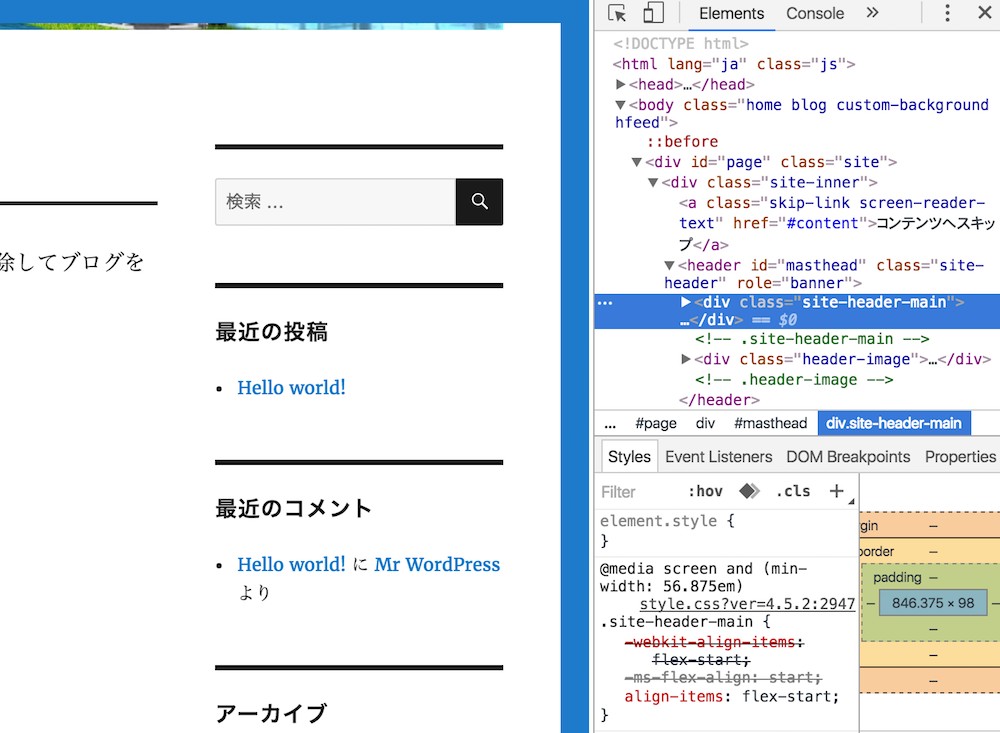 検索 …
除してブログを
最近の投稿
Hello world!
最近のコメント
Hello world! に Mr WordPress
より
アーカイブ
Elements Console »
<!DOCTYPE html>
<html lang="ja" class="js">
▶<head>…</head>
▼<body class="home blog custom-background
hfeed">
::before
▼<div id="page" class="site">
▼<div class="site-inner">
<a class="skip-link screen-reader-
text" href="#content">コンテンツへスキッ
プ</a>
▼<header id="masthead" class="site-
header" role="banner">
… ▶<div class="site-header-main">
…</div> == $0
<!-- .site-header-main -->
▶<div class="header-image">…</div>
<!-- .header-image -->
</header>
… #page div #masthead div.site-header-main
Styles Event Listeners DOM Breakpoints Properties
Filter :hov .cls +
element.style {
}
@media screen and (min-
width: 56.875em)
style.css?ver=4.5.2:2947
.site-header-main {
-webkit-align-items:
flex-start;
-ms-flex-align: start;
align-items: flex-start;
}
gin –
border –
padding –
– 846.375 × 98 –
–
–
–